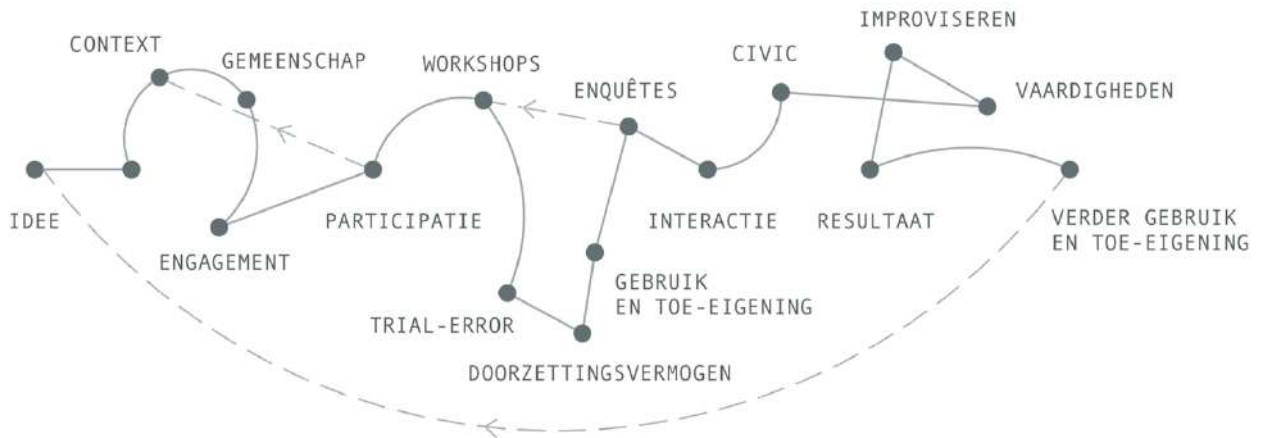 IMPROVISEREN
CONTEXT
CIVIC
GEMEENSCHAP
WORKSHOPS
ENQUÊTES
VAARDIGHEDEN
IDEE
PARTICIPATIE
INTERACTIE
RESULTAAT
VERDER GEBRUIK
EN TOE-EIGENING
ENGAGEMENT
GEBRUIK
EN TOE-EIGENING
TRIAL-ERROR
DOORZETTINGSVERMOGEN